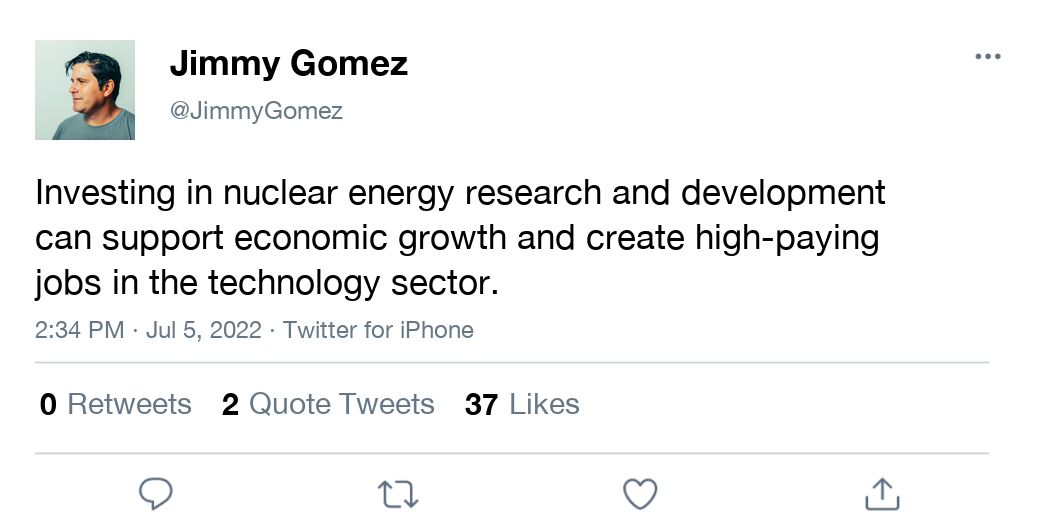 Jimmy Gomez
@JimmyGomez
Investing in nuclear energy research and development
can support economic growth and create high-paying
jobs in the technology sector.
2:34 PM · Jul 5, 2022 · Twitter for iPhone
0 Retweets 2 Quote Tweets 37 Likes